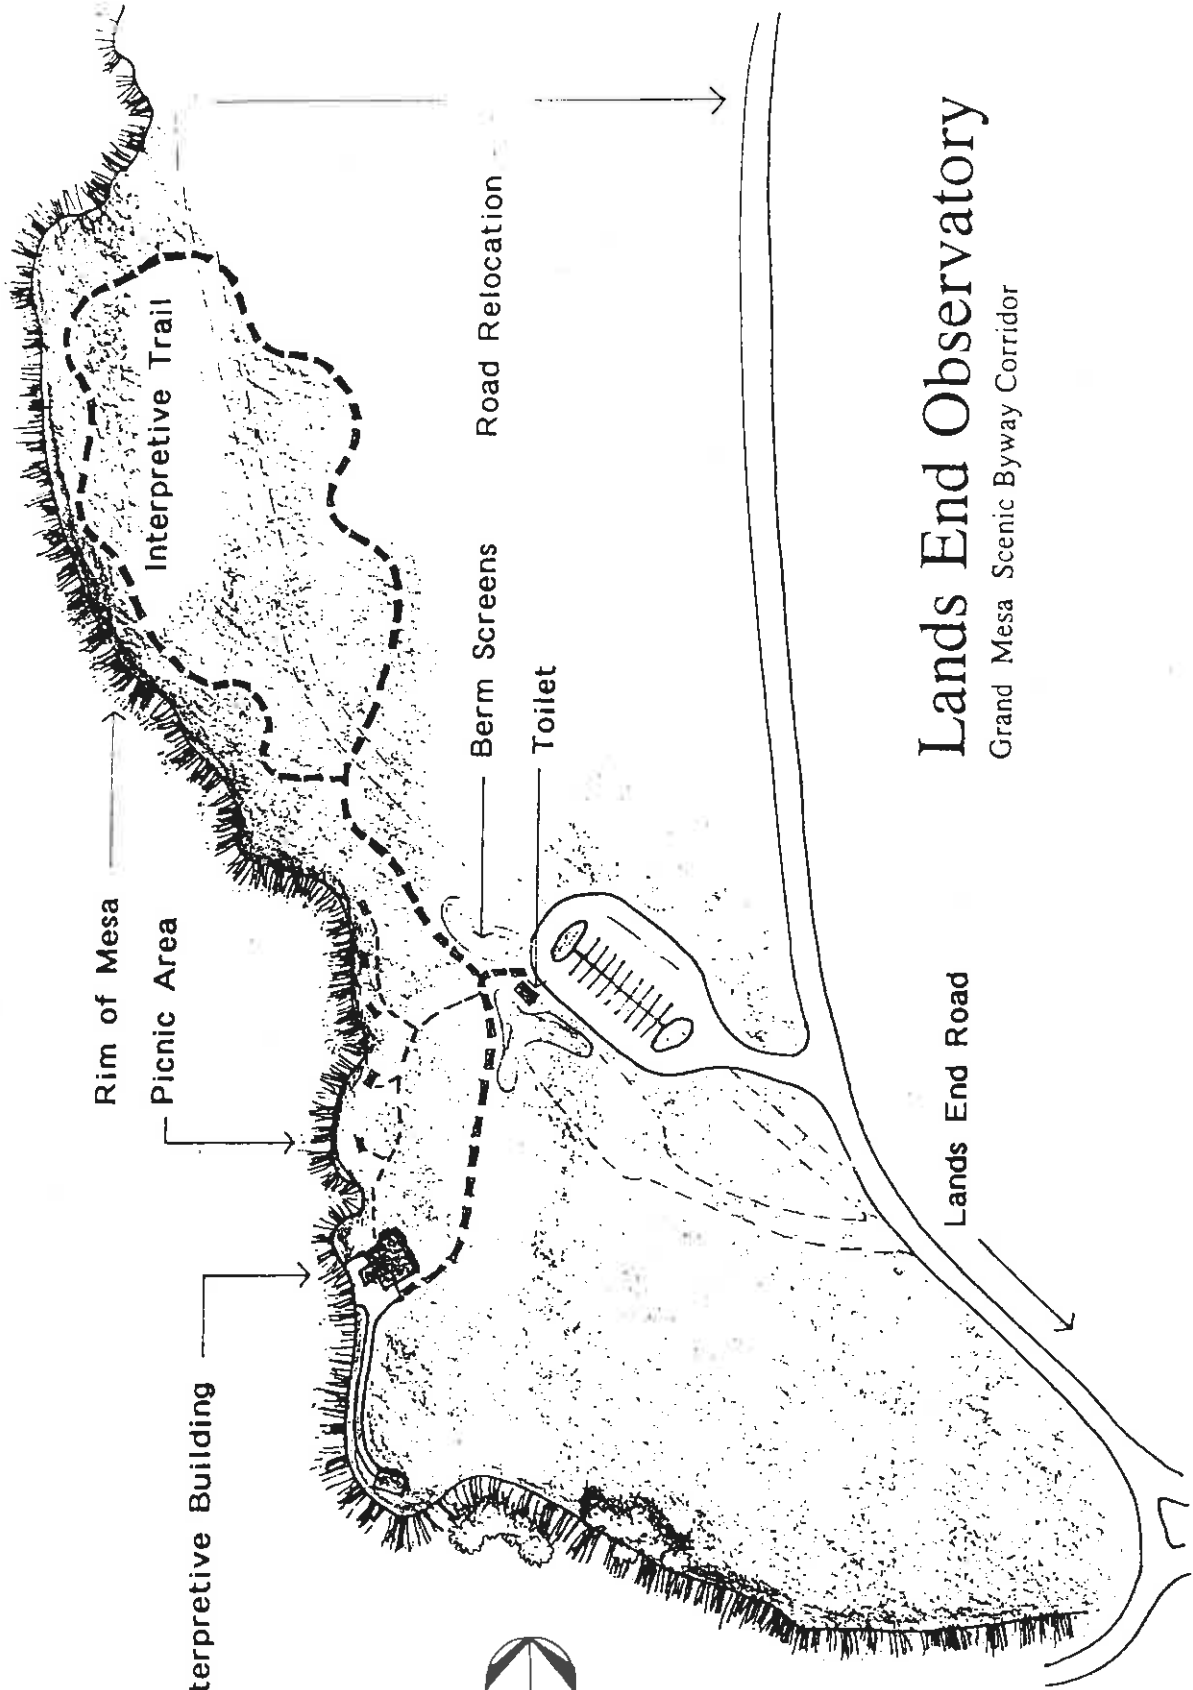 Rim of Mesa
Picnic Area
terpretive Building
Interpretive Trail
Road Relocation
Berm Screens
Toilet
Lands End Road
Lands End Observatory
Grand Mesa Scenic Byway Corridor